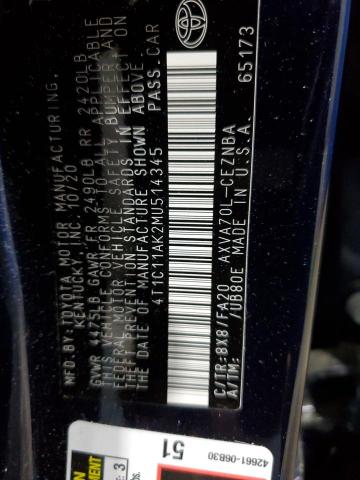 MFD.BY: TOYOTA MOTOR MANUFACTURING,
KENTUCKY, INC. 10/20
GVWR 4475LB GAWR FR 2490LB RR 2420LB
THIS VEHICLE CONFORMS TO ALL APPLICABLE
FEDERAL MOTOR VEHICLE SAFETY, BUMPER, AND
THEFT PREVENTION STANDARDS IN EFFECT ON
THE DATE OF MANUFACTURE SHOWN ABOVE.
4T1C11AK2MU514345 PASS.CAR
C/TR:8X8/FA20 AXVA70L-CEZNBA
A/TM: /UB80E MADE IN U.S.A. 65173
42661-06B30
51